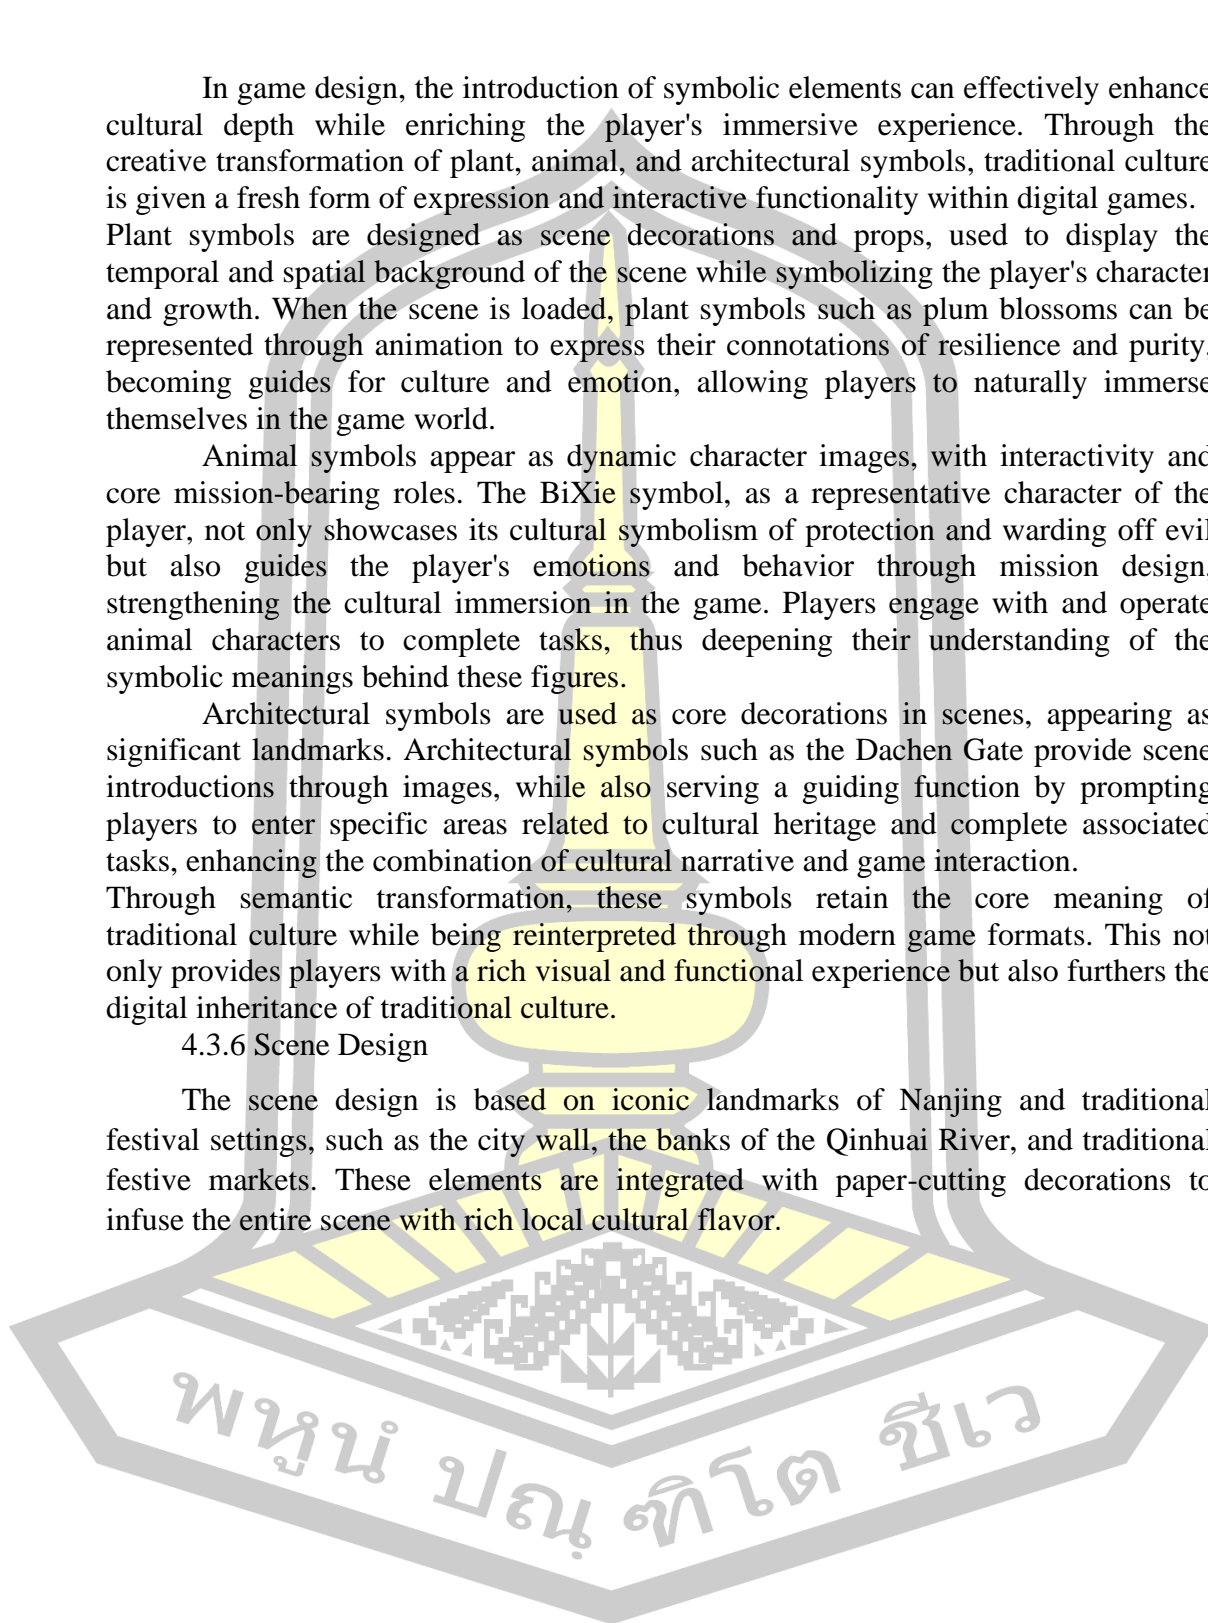 In game design, the introduction of symbolic elements can effectively enhance
cultural depth while enriching the player's immersive experience. Through the
creative transformation of plant, animal, and architectural symbols, traditional culture
is given a fresh form of expression and interactive functionality within digital games.
Plant symbols are designed as scene decorations and props, used to display the
temporal and spatial background of the scene while symbolizing the player's character
and growth. When the scene is loaded, plant symbols such as plum blossoms can be
represented through animation to express their connotations of resilience and purity,
becoming guides for culture and emotion, allowing players to naturally immerse
themselves in the game world.
Animal symbols appear as dynamic character images, with interactivity and
core mission-bearing roles. The BiXie symbol, as a representative character of the
player, not only showcases its cultural symbolism of protection and warding off evil
but also guides the player's emotions and behavior through mission design,
strengthening the cultural immersion in the game. Players engage with and operate
animal characters to complete tasks, thus deepening their understanding of the
symbolic meanings behind these figures.
Architectural symbols are used as core decorations in scenes, appearing as
significant landmarks. Architectural symbols such as the Dachen Gate provide scene
introductions through images, while also serving a guiding function by prompting
players to enter specific areas related to cultural heritage and complete associated
tasks, enhancing the combination of cultural narrative and game interaction.
Through semantic transformation, these symbols retain the core meaning of
traditional culture while being reinterpreted through modern game formats. This not
only provides players with a rich visual and functional experience but also furthers the
digital inheritance of traditional culture.
4.3.6 Scene Design
The scene design is based on iconic landmarks of Nanjing and traditional
festival settings, such as the city wall, the banks of the Qinhuai River, and traditional
festive markets. These elements are integrated with paper-cutting decorations to
infuse the entire scene with rich local cultural flavor.
พหูนํ ปณฺฑิโต ชีเว